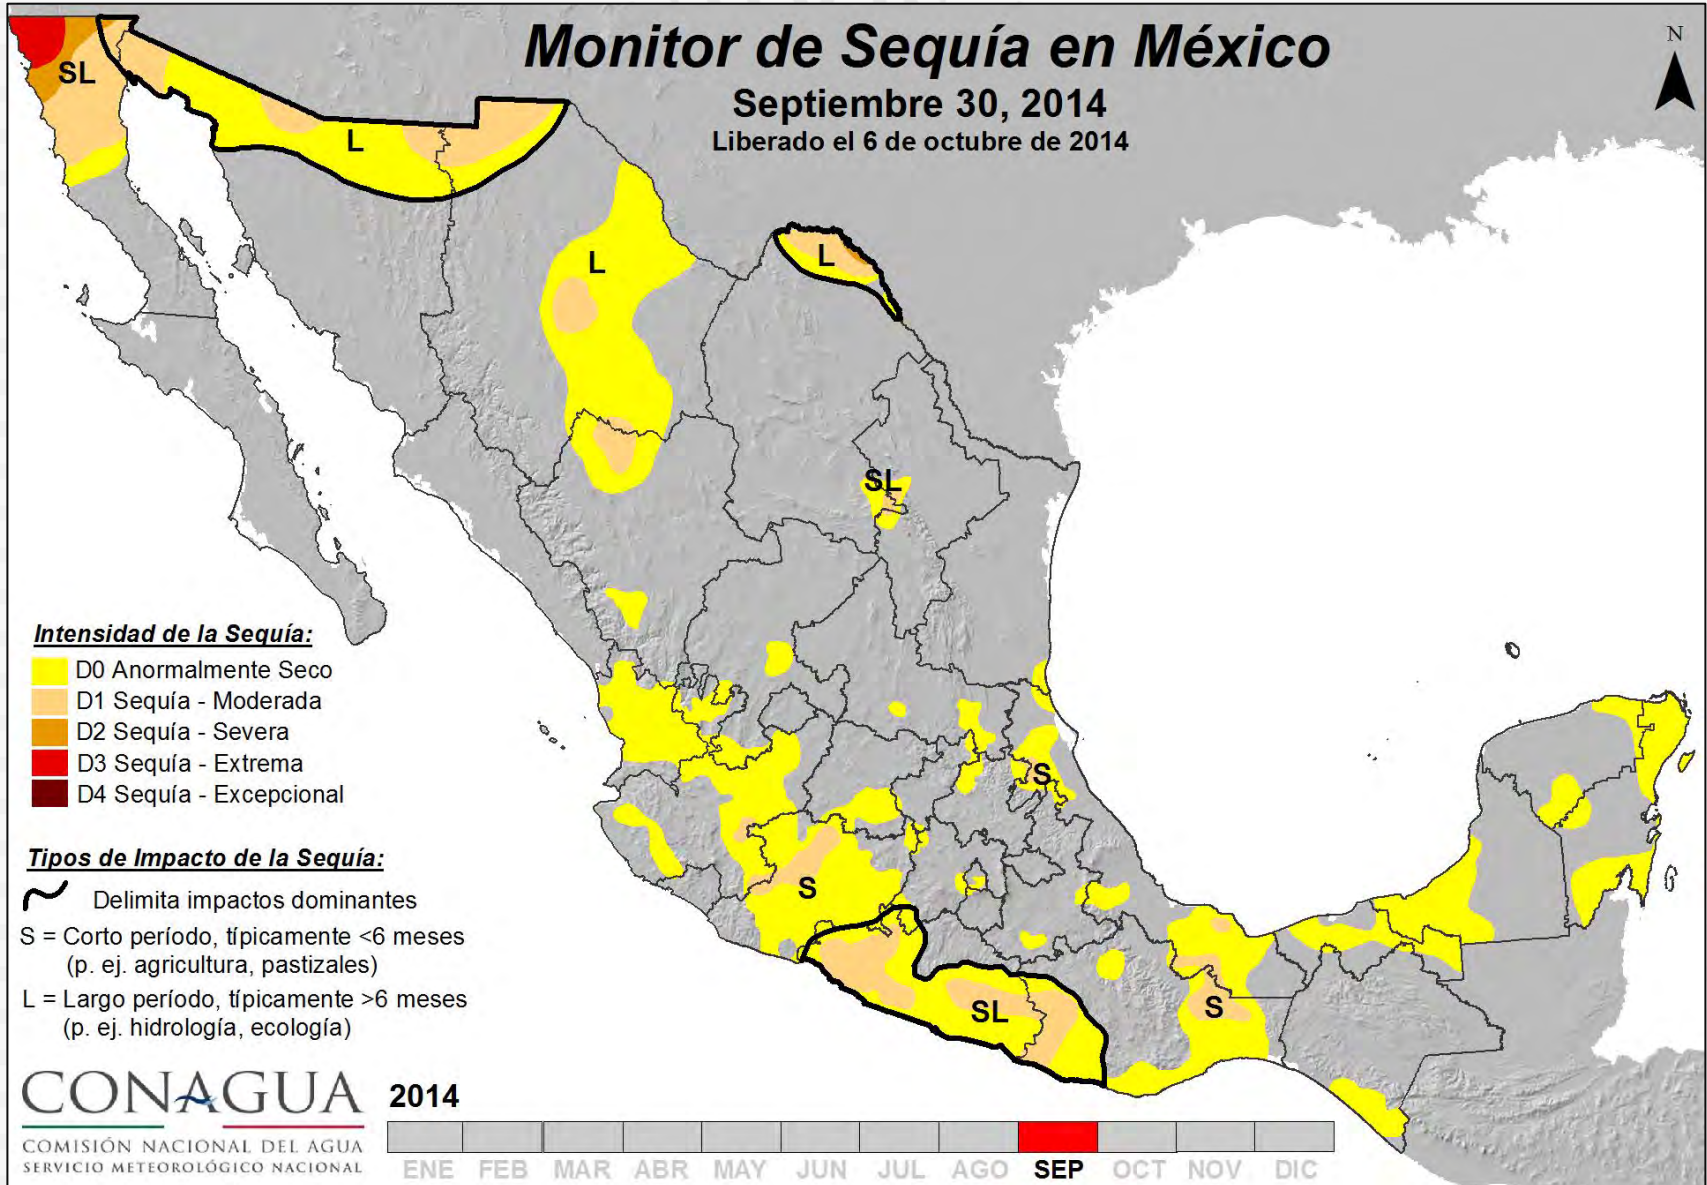 Monitor de Sequía en México
Septiembre 30, 2014
Liberado el 6 de octubre de 2014
N
SL
L
L
L
SL
S
S
SL
S
Intensidad de la Sequía:
D0 Anormalmente Seco
D1 Sequía - Moderada
D2 Sequía - Severa
D3 Sequía - Extrema
D4 Sequía - Excepcional
Tipos de Impacto de la Sequía:
Delimita impactos dominantes
S = Corto período, típicamente <6 meses
(p. ej. agricultura, pastizales)
L = Largo período, típicamente >6 meses
(p. ej. hidrología, ecología)
CONAGUA
COMISIÓN NACIONAL DEL AGUA
SERVICIO METEOROLÓGICO NACIONAL
2014
ENE FEB MAR ABR MAY JUN JUL AGO SEP OCT NOV DIC